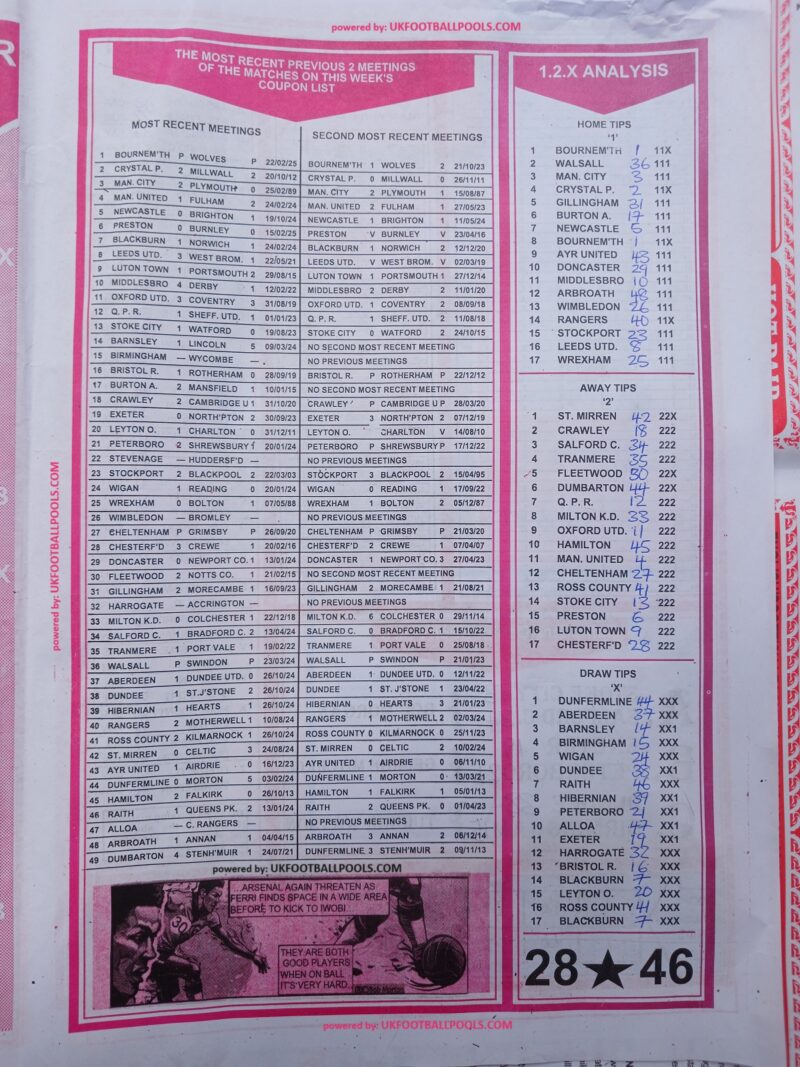 powered by: UKFOOTBALLPOOLS.COM
THE MOST RECENT PREVIOUS 2 MEETINGS
OF THE MATCHES ON THIS WEEK'S
COUPON LIST
MOST RECENT MEETINGS SECOND MOST RECENT MEETINGS
1 BOURNEM'TH P WOLVES P 22/02/25 BOURNEM'TH 1 WOLVES 2 21/10/23
2 CRYSTAL P. 2 MILLWALL 2 20/10/12 CRYSTAL P. 0 MILLWALL 0 26/11/11
3 MAN. CITY 2 PLYMOUTH 0 25/02/89 MAN. CITY 2 PLYMOUTH 1 15/08/87
4 MAN. UNITED 1 FULHAM 2 24/02/24 MAN. UNITED 2 FULHAM 1 27/05/23
5 NEWCASTLE 0 BRIGHTON 1 19/10/24 NEWCASTLE 1 BRIGHTON 1 11/05/24
6 PRESTON 0 BURNLEY 0 15/02/25 PRESTON V BURNLEY V 23/04/16
7 BLACKBURN 1 NORWICH 1 24/02/24 BLACKBURN 1 NORWICH 2 12/12/20
8 LEEDS UTD. 3 WEST BROM. 1 22/05/21 LEEDS UTD. V WEST BROM. V 02/03/19
9 LUTON TOWN 1 PORTSMOUTH 2 29/08/15 LUTON TOWN 1 PORTSMOUTH 1 27/12/14
10 MIDDLESBRO 4 DERBY 1 12/02/22 MIDDLESBRO 2 DERBY 2 11/01/20
11 OXFORD UTD. 3 COVENTRY 3 31/08/19 OXFORD UTD. 1 COVENTRY 2 08/09/18
12 Q. P. R. 1 SHEFF. UTD. 1 01/01/23 Q. P. R. 1 SHEFF. UTD. 2 11/08/18
13 STOKE CITY 1 WATFORD 0 19/08/23 STOKE CITY 0 WATFORD 2 24/10/15
14 BARNSLEY 1 LINCOLN 5 09/03/24 NO SECOND MOST RECENT MEETING
15 BIRMINGHAM — WYCOMBE — NO PREVIOUS MEETINGS
16 BRISTOL R. 1 ROTHERHAM 0 28/09/19 BRISTOL R. P ROTHERHAM P 22/12/12
17 BURTON A. 2 MANSFIELD 1 10/01/15 NO SECOND MOST RECENT MEETING
18 CRAWLEY 2 CAMBRIDGE U 1 31/10/20 CRAWLEY P CAMBRIDGE U P 28/03/20
19 EXETER 0 NORTH'PTON 2 30/09/23 EXETER 3 NORTH'PTON 2 07/12/19
20 LEYTON O. 1 CHARLTON 0 31/12/11 LEYTON O. V CHARLTON V 14/08/10
21 PETERBORO 2 SHREWSBURY 1 20/01/24 PETERBORO P SHREWSBURY P 17/12/22
22 STEVENAGE — HUDDERSF'D — NO PREVIOUS MEETINGS
23 STOCKPORT 2 BLACKPOOL 2 22/03/03 STOCKPORT 3 BLACKPOOL 2 15/04/95
24 WIGAN 1 READING 0 20/01/24 WIGAN 0 READING 1 17/09/22
25 WREXHAM 0 BOLTON 1 07/05/88 WREXHAM 1 BOLTON 2 05/12/87
26 WIMBLEDON — BROMLEY — NO PREVIOUS MEETINGS
27 CHELTENHAM P GRIMSBY P 26/09/20 CHELTENHAM P GRIMSBY P 21/03/20
28 CHESTERF'D 3 CREWE 1 20/02/16 CHESTERF'D 2 CREWE 1 07/04/07
29 DONCASTER 0 NEWPORT CO. 1 13/01/24 DONCASTER 1 NEWPORT CO. 3 27/04/23
30 FLEETWOOD 2 NOTTS CO. 1 21/02/15 NO SECOND MOST RECENT MEETING
31 GILLINGHAM 2 MORECAMBE 1 16/09/23 GILLINGHAM 2 MORECAMBE 1 21/08/21
32 HARROGATE — ACCRINGTON — NO PREVIOUS MEETINGS
33 MILTON K.D. 0 COLCHESTER 1 22/12/18 MILTON K.D. 6 COLCHESTER 0 29/11/14
34 SALFORD C. 1 BRADFORD C. 2 13/04/24 SALFORD C. 0 BRADFORD C. 1 15/10/22
35 TRANMERE 1 PORT VALE 1 19/02/22 TRANMERE 1 PORT VALE 0 25/08/18
36 WALSALL P SWINDON P 23/03/24 WALSALL P SWINDON P 21/01/23
37 ABERDEEN 1 DUNDEE UTD. 0 26/10/24 ABERDEEN 1 DUNDEE UTD. 0 12/11/22
38 DUNDEE 1 ST.J'STONE 2 26/10/24 DUNDEE 1 ST. J'STONE 1 23/04/22
39 HIBERNIAN 1 HEARTS 1 26/10/24 HIBERNIAN 0 HEARTS 3 21/01/23
40 RANGERS 2 MOTHERWELL 1 10/08/24 RANGERS 1 MOTHERWELL 2 02/03/24
41 ROSS COUNTY 2 KILMARNOCK 1 26/10/24 ROSS COUNTY 0 KILMARNOCK 0 25/11/23
42 ST. MIRREN 0 CELTIC 3 24/08/24 ST. MIRREN 0 CELTIC 2 10/02/24
43 AYR UNITED 1 AIRDRIE 0 16/12/23 AYR UNITED 1 AIRDRIE 0 06/11/10
44 DUNFERMLINE 0 MORTON 5 03/02/24 DUNFERMLINE 1 MORTON 0 13/03/21
45 HAMILTON 2 FALKIRK 0 26/10/13 HAMILTON 1 FALKIRK 1 05/01/13
46 RAITH 1 QUEENS PK. 2 13/01/24 RAITH 2 QUEENS PK. 0 01/04/23
47 ALLOA — C. RANGERS — NO PREVIOUS MEETINGS
48 ARBROATH 1 ANNAN 1 04/04/15 ARBROATH 3 ANNAN 2 06/12/14
49 DUMBARTON 4 STENH'MUIR 1 24/07/21 DUNFERMLINE 3 STENH'MUIR 2 09/11/13
powered by: UKFOOTBALLPOOLS.COM
...ARSENAL AGAIN THREATEN AS
FERRI FINDS SPACE IN A WIDE AREA
BEFORE TO KICK TO IWOBI...
30
THEY ARE BOTH
GOOD PLAYERS
WHEN ON BALL
IT'S VERY HARD..
1.2.X ANALYSIS
HOME TIPS
'1'
1 BOURNEM'TH 1 11X
2 WALSALL 36 111
3 MAN. CITY 3 111
4 CRYSTAL P. 2 11X
5 GILLINGHAM 31 111
6 BURTON A. 17 111
7 NEWCASTLE 5 111
8 BOURNEM'TH 1 11X
9 AYR UNITED 43 111
10 DONCASTER 29 111
11 MIDDLESBRO 10 111
12 ARBROATH 48 111
13 WIMBLEDON 26 111
14 RANGERS 40 11X
15 STOCKPORT 23 111
16 LEEDS UTD. 8 111
17 WREXHAM 25 111
AWAY TIPS
'2'
1 ST. MIRREN 42 22X
2 CRAWLEY 18 222
3 SALFORD C. 34 222
4 TRANMERE 35 222
5 FLEETWOOD 30 22X
6 DUMBARTON 44 22X
7 Q. P. R. 12 222
8 MILTON K.D. 33 222
9 OXFORD UTD. 11 222
10 HAMILTON 45 222
11 MAN. UNITED 4 222
12 CHELTENHAM 27 222
13 ROSS COUNTY 41 222
14 STOKE CITY 13 222
15 PRESTON 6 222
16 LUTON TOWN 9 222
17 CHESTERF'D 28 222
DRAW TIPS
'X'
1 DUNFERMLINE 44 XXX
2 ABERDEEN 37 XXX
3 BARNSLEY 14 XX1
4 BIRMINGHAM 15 XXX
5 WIGAN 24 XXX
6 DUNDEE 38 XXX
7 RAITH 46 XXX
8 HIBERNIAN 39 XX1
9 PETERBORO 21 XX1
10 ALLOA 47 XX1
11 EXETER 19 XX1
12 HARROGATE 32 XXX
13 BRISTOL R. 16 XXX
14 BLACKBURN 7 XXX
15 LEYTON O. 20 XXX
16 ROSS COUNTY 41 XXX
17 BLACKBURN 7 XXX
28 ★ 46
powered by: UKFOOTBALLPOOLS.COM
powered by: UKFOOTBALLPOOLS.COM